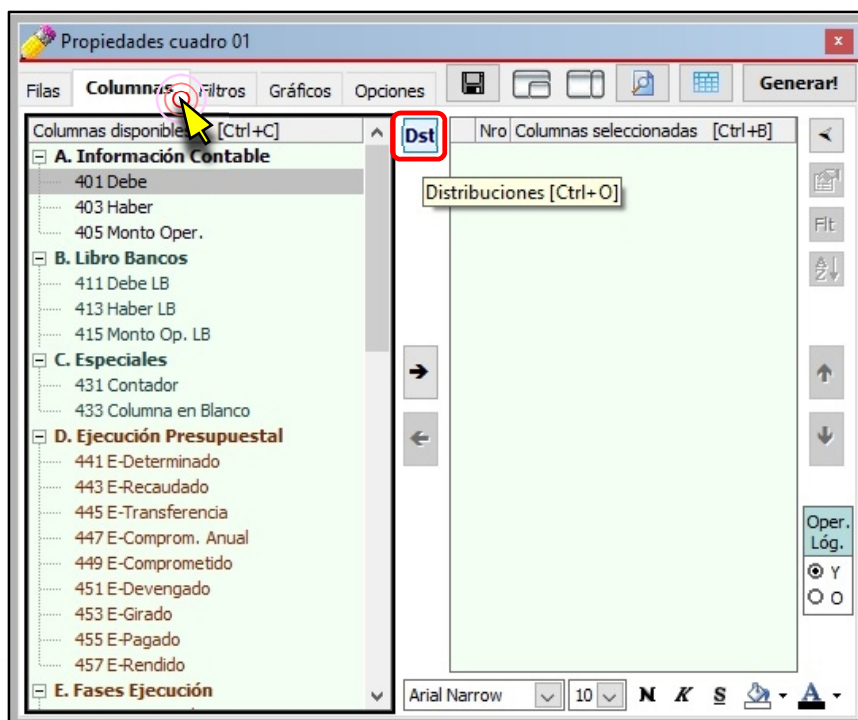 Propiedades cuadro 01
x
Filas Columnas Filtros Gráficos Opciones Generar!
Columnas disponibles [Ctrl+C]
A. Información Contable
401 Debe
403 Haber
405 Monto Oper.
B. Libro Bancos
411 Debe LB
413 Haber LB
415 Monto Op. LB
C. Especiales
431 Contador
433 Columna en Blanco
D. Ejecución Presupuestal
441 E-Determinado
443 E-Recaudado
445 E-Transferencia
447 E-Comprom. Anual
449 E-Comprometido
451 E-Devengado
453 E-Girado
455 E-Pagado
457 E-Rendido
E. Fases Ejecución
Dst
Distribuciones [Ctrl+O]
Nro Columnas seleccionadas [Ctrl+B]
Flt
A
Z
Oper.
Lóg.
Y
O
Arial Narrow 10 N K S A